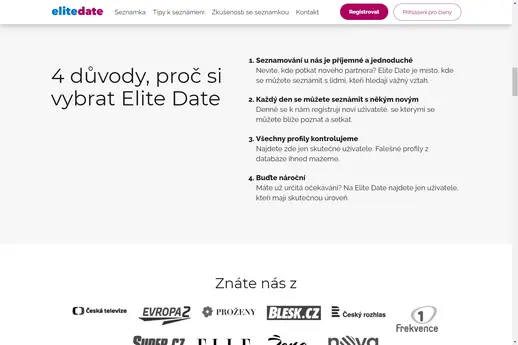 elitedate Seznamka Tipy k seznámení Zkušenosti se seznamkou Kontakt Registrovat Přihlášení pro členy
4 důvody, proč si
vybrat Elite Date
1. Seznamování u nás je příjemné a jednoduché
Nevíte, kde potkat nového partnera? Elite Date je místo, kde
se můžete seznámit s lidmi, kteří hledají vážný vztah.
2. Každý den se můžete seznámit s někým novým
Denně se k nám registrují noví uživatelé, se kterými se
můžete blíže poznat a setkat.
3. Všechny profily kontrolujeme
Najdete zde jen skutečné uživatele. Falešné profily z
databáze ihned mažeme.
4. Buďte nároční
Máte už určitá očekávání? Na Elite Date najdete jen uživatele,
kteří mají skutečnou úroveň.
Znáte nás z
Česká televize EVROPA2 PROŽENY BLESK.CZ Český rozhlas 1 Frekvence
SUPER.CZ ELLE žena nova